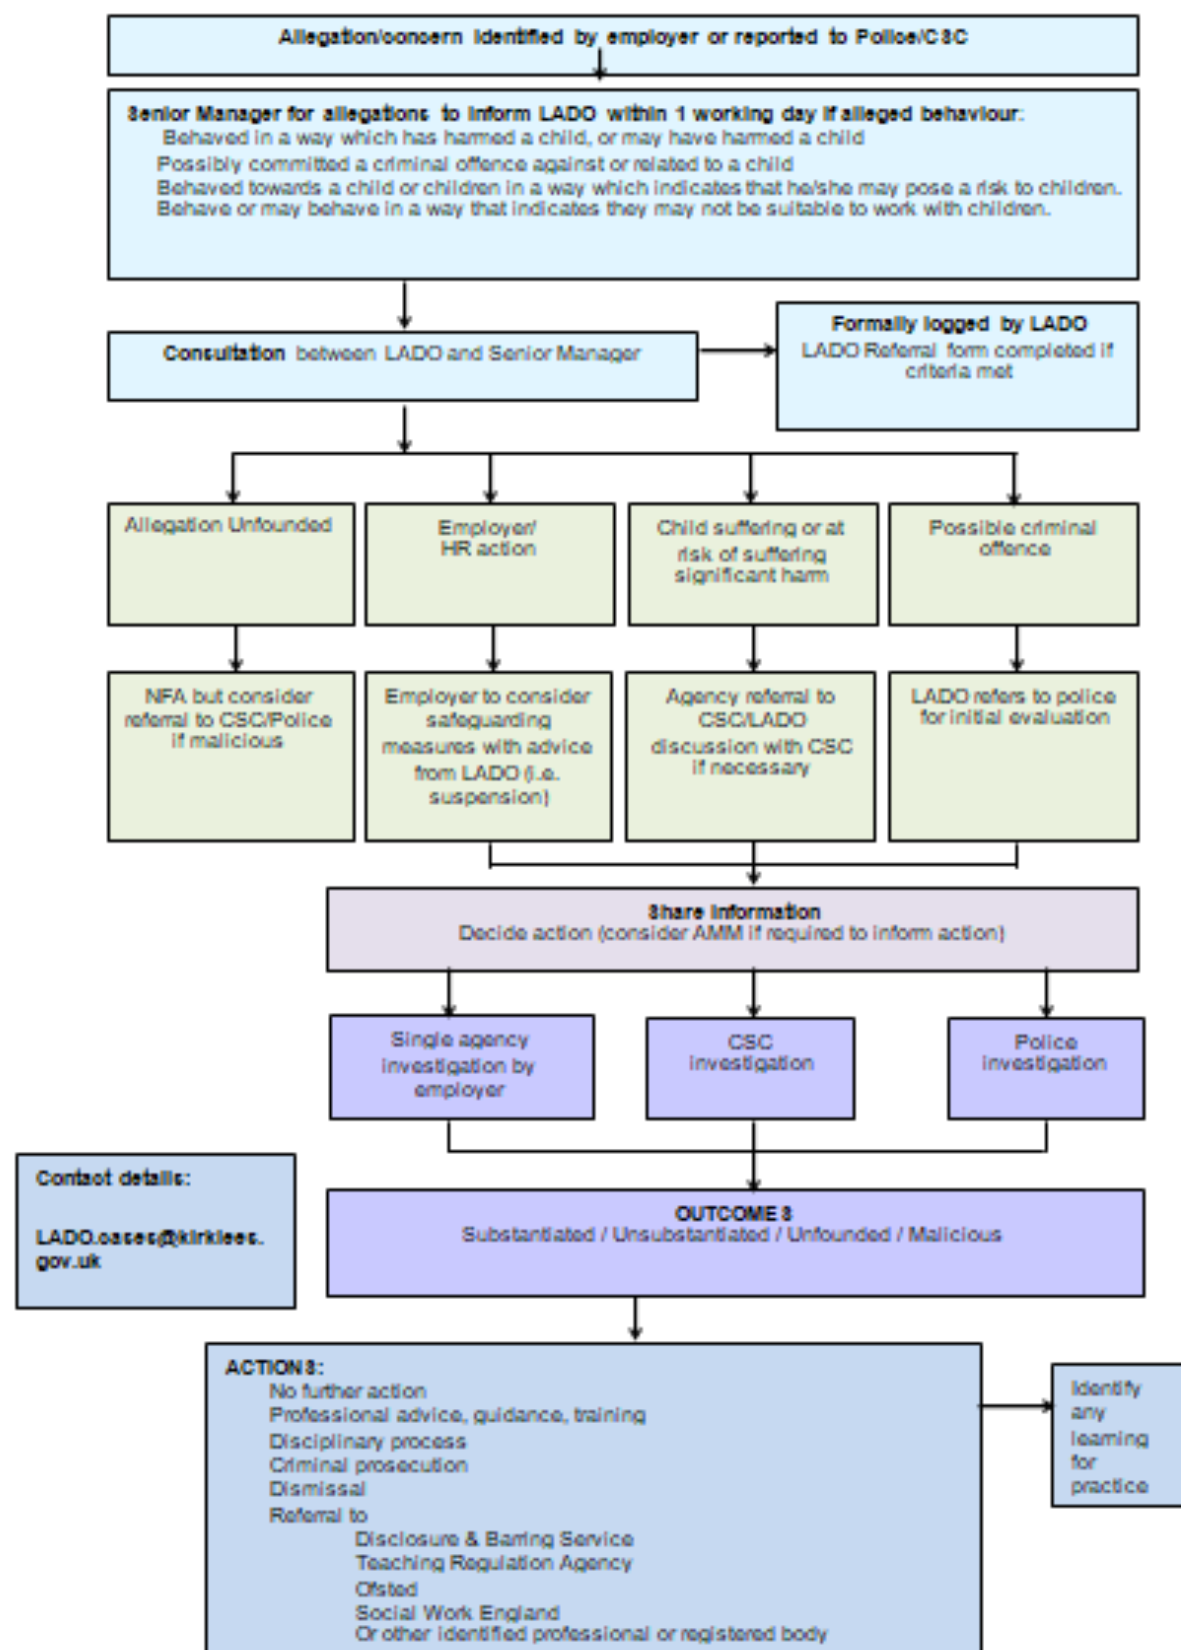 Allegation/concern identified by employer or reported to Police/CSC
Senior Manager for allegations to inform LADO within 1 working day if alleged behaviour:
Behaved in a way which has harmed a child, or may have harmed a child
Possibly committed a criminal offence against or related to a child
Behaved towards a child or children in a way which indicates that he/she may pose a risk to children.
Behave or may behave in a way that indicates they may not be suitable to work with children.
Consultation between LADO and Senior Manager
Formally logged by LADO
LADO Referral form completed if
criteria met
Allegation Unfounded
Employer/
HR action
Child suffering or at
risk of suffering
significant harm
Possible criminal
offence
NFA but consider
referral to CSC/Police
if malicious
Employer to consider
safeguarding
measures with advice
from LADO (i.e.
suspension)
Agency referral to
CSC/LADO
discussion with CSC
if necessary
LADO refers to police
for initial evaluation
Share Information
Decide action (consider AMM if required to inform action)
Single agency
investigation by
employer
CSC
investigation
Police
investigation
Contact details:
LADO.cases@kirklees.
gov.uk
OUTCOMES
Substantiated / Unsubstantiated / Unfounded / Malicious
ACTIONS:
No further action
Professional advice, guidance, training
Disciplinary process
Criminal prosecution
Dismissal
Referral to
Disclosure & Barring Service
Teaching Regulation Agency
Ofsted
Social Work England
Or other identified professional or registered body
Identify
any
learning
for
practice